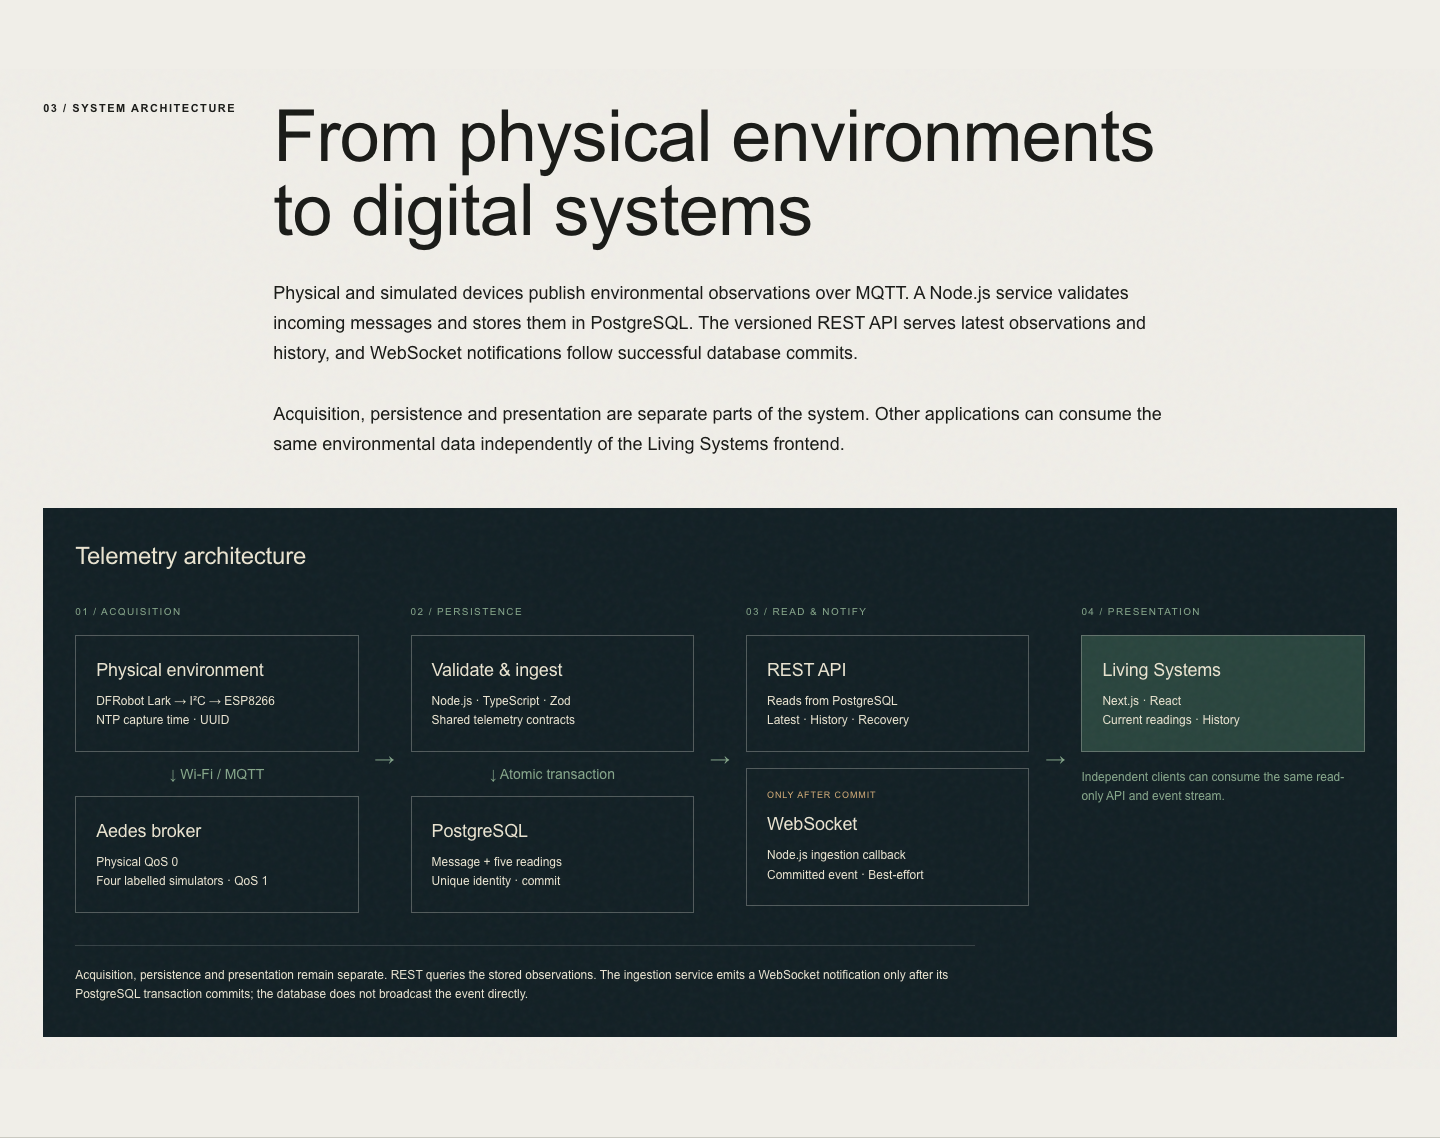 03 / SYSTEM ARCHITECTURE
From physical environments
to digital systems
Physical and simulated devices publish environmental observations over MQTT. A Node.js service validates
incoming messages and stores them in PostgreSQL. The versioned REST API serves latest observations and
history, and WebSocket notifications follow successful database commits.
Acquisition, persistence and presentation are separate parts of the system. Other applications can consume the
same environmental data independently of the Living Systems frontend.
Telemetry architecture
01 / ACQUISITION
Physical environment
DFRobot Lark → I²C → ESP8266
NTP capture time · UUID
↓ Wi-Fi / MQTT
Aedes broker
Physical QoS 0
Four labelled simulators · QoS 1
→
02 / PERSISTENCE
Validate & ingest
Node.js · TypeScript · Zod
Shared telemetry contracts
↓ Atomic transaction
PostgreSQL
Message + five readings
Unique identity · commit
→
03 / READ & NOTIFY
REST API
Reads from PostgreSQL
Latest · History · Recovery
ONLY AFTER COMMIT
WebSocket
Node.js ingestion callback
Committed event · Best-effort
→
04 / PRESENTATION
Living Systems
Next.js · React
Current readings · History
Independent clients can consume the same read-
only API and event stream.
Acquisition, persistence and presentation remain separate. REST queries the stored observations. The ingestion service emits a WebSocket notification only after its
PostgreSQL transaction commits; the database does not broadcast the event directly.